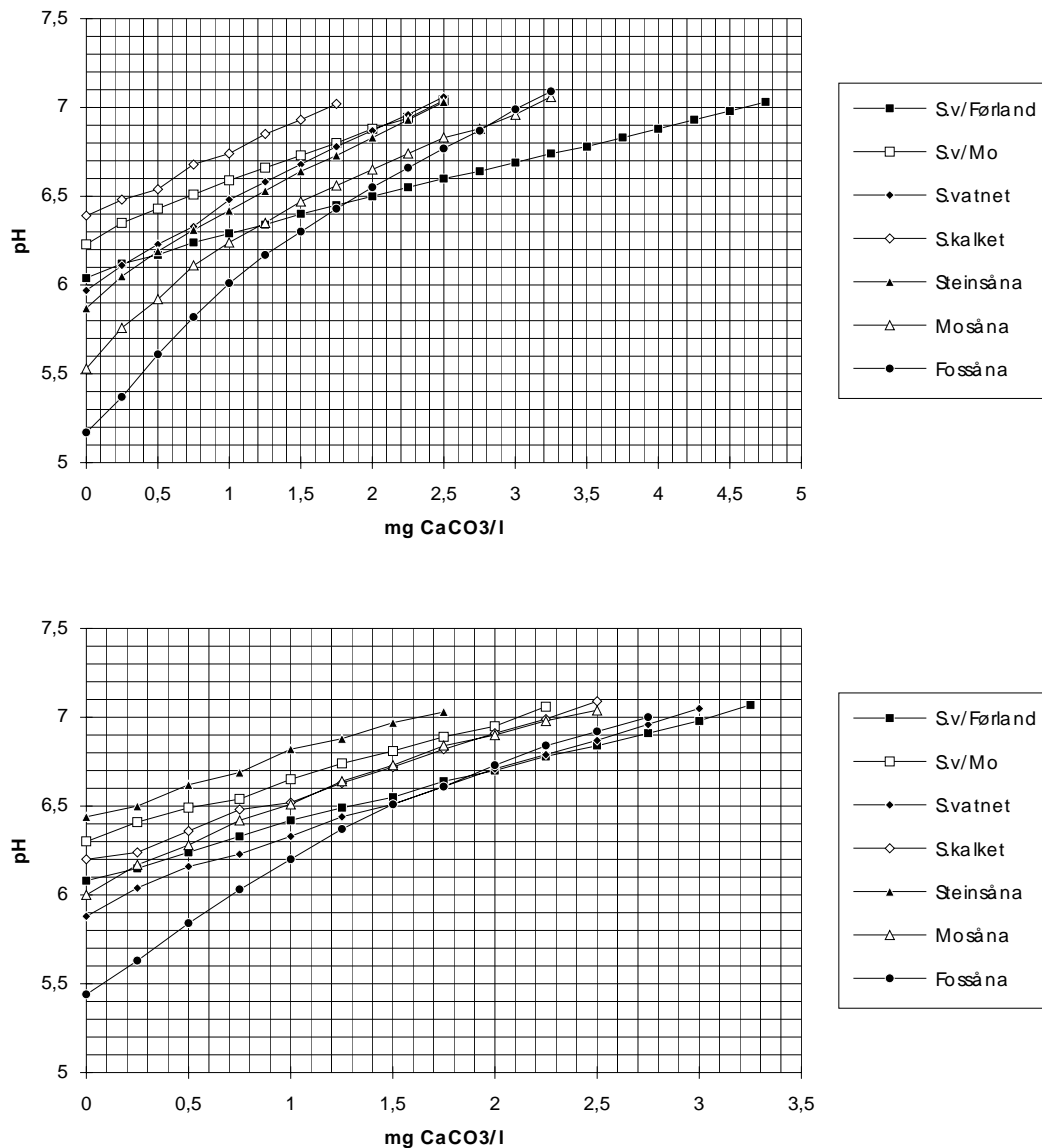 7,5
7
6,5
6
5,5
5
pH
0 0,5 1 1,5 2 2,5 3 3,5 4 4,5 5
mg CaCO3/l
S.v/Førland
S.v/Mo
S.vatnet
S.kalket
Steinsåna
Mosåna
Fossåna
7,5
7
6,5
6
5,5
5
pH
0 0,5 1 1,5 2 2,5 3 3,5
mg CaCO3/l
S.v/Førland
S.v/Mo
S.vatnet
S.kalket
Steinsåna
Mosåna
Fossåna